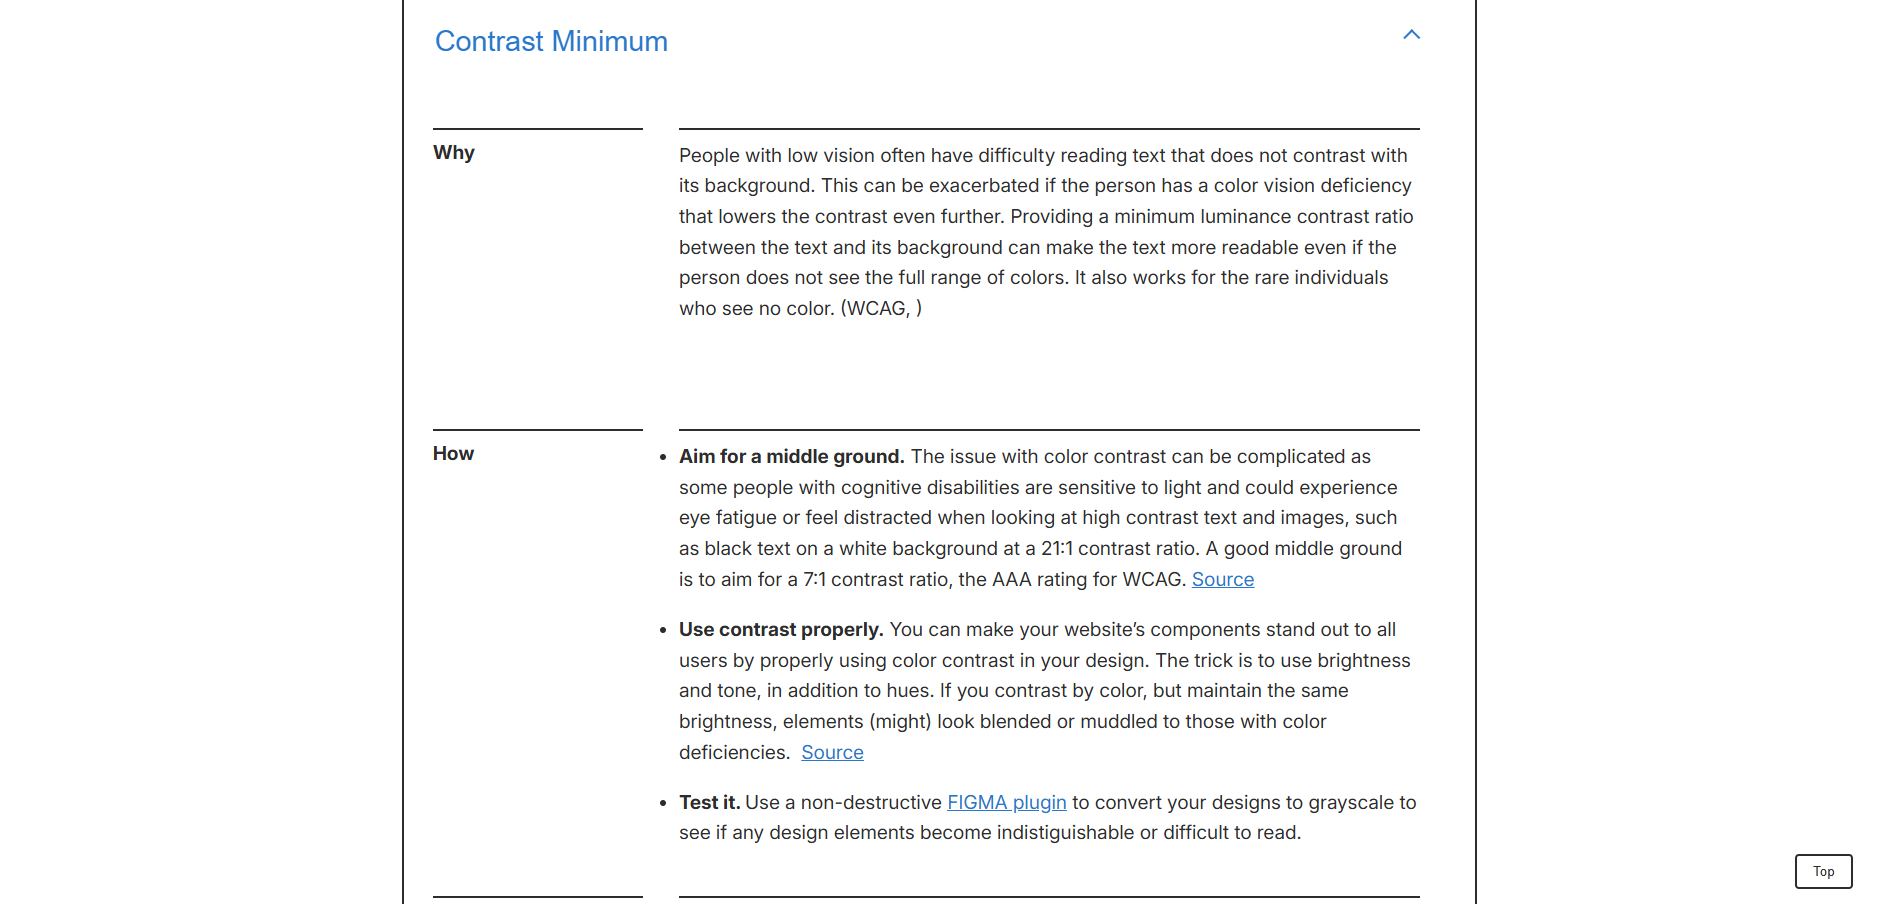 Contrast Minimum
Why
People with low vision often have difficulty reading text that does not contrast with
its background. This can be exacerbated if the person has a color vision deficiency
that lowers the contrast even further. Providing a minimum luminance contrast ratio
between the text and its background can make the text more readable even if the
person does not see the full range of colors. It also works for the rare individuals
who see no color. (WCAG, )
How
• Aim for a middle ground. The issue with color contrast can be complicated as
some people with cognitive disabilities are sensitive to light and could experience
eye fatigue or feel distracted when looking at high contrast text and images, such
as black text on a white background at a 21:1 contrast ratio. A good middle ground
is to aim for a 7:1 contrast ratio, the AAA rating for WCAG. Source
• Use contrast properly. You can make your website’s components stand out to all
users by properly using color contrast in your design. The trick is to use brightness
and tone, in addition to hues. If you contrast by color, but maintain the same
brightness, elements (might) look blended or muddled to those with color
deficiencies.  Source
• Test it. Use a non-destructive FIGMA plugin to convert your designs to grayscale to
see if any design elements become indistiguishable or difficult to read.
Top